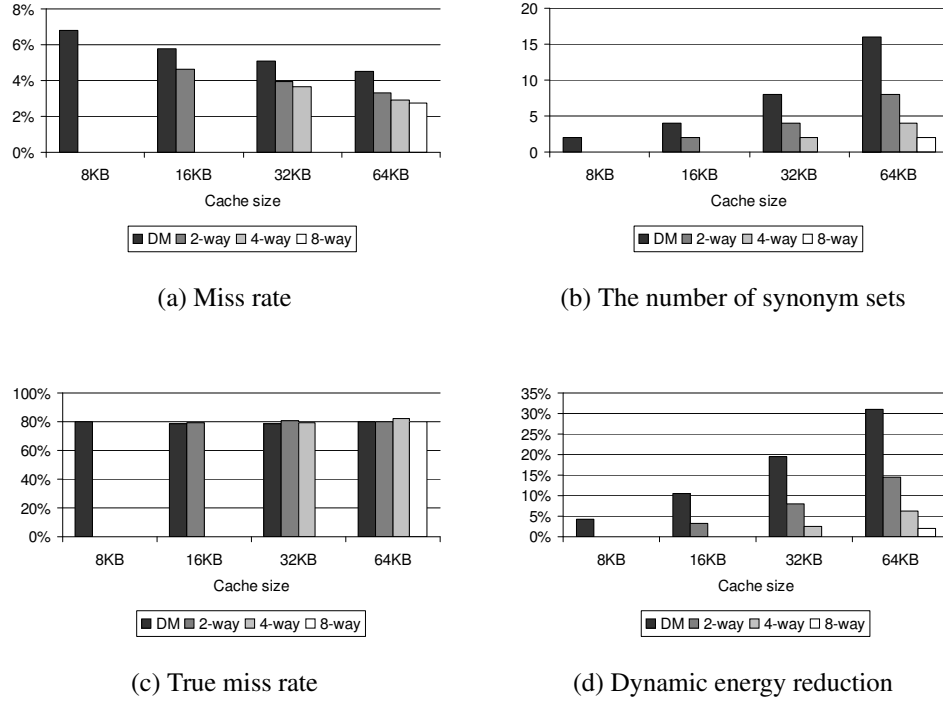 8%
6%
4%
2%
0%
8KB 16KB 32KB 64KB
Cache size
DM 2-way 4-way 8-way
(a) Miss rate
20
15
10
5
0
8KB 16KB 32KB 64KB
Cache size
DM 2-way 4-way 8-way
(b) The number of synonym sets
100%
80%
60%
40%
20%
0%
8KB 16KB 32KB 64KB
Cache size
DM 2-way 4-way 8-way
(c) True miss rate
35%
30%
25%
20%
15%
10%
5%
0%
8KB 16KB 32KB 64KB
Cache size
DM 2-way 4-way 8-way
(d) Dynamic energy reduction